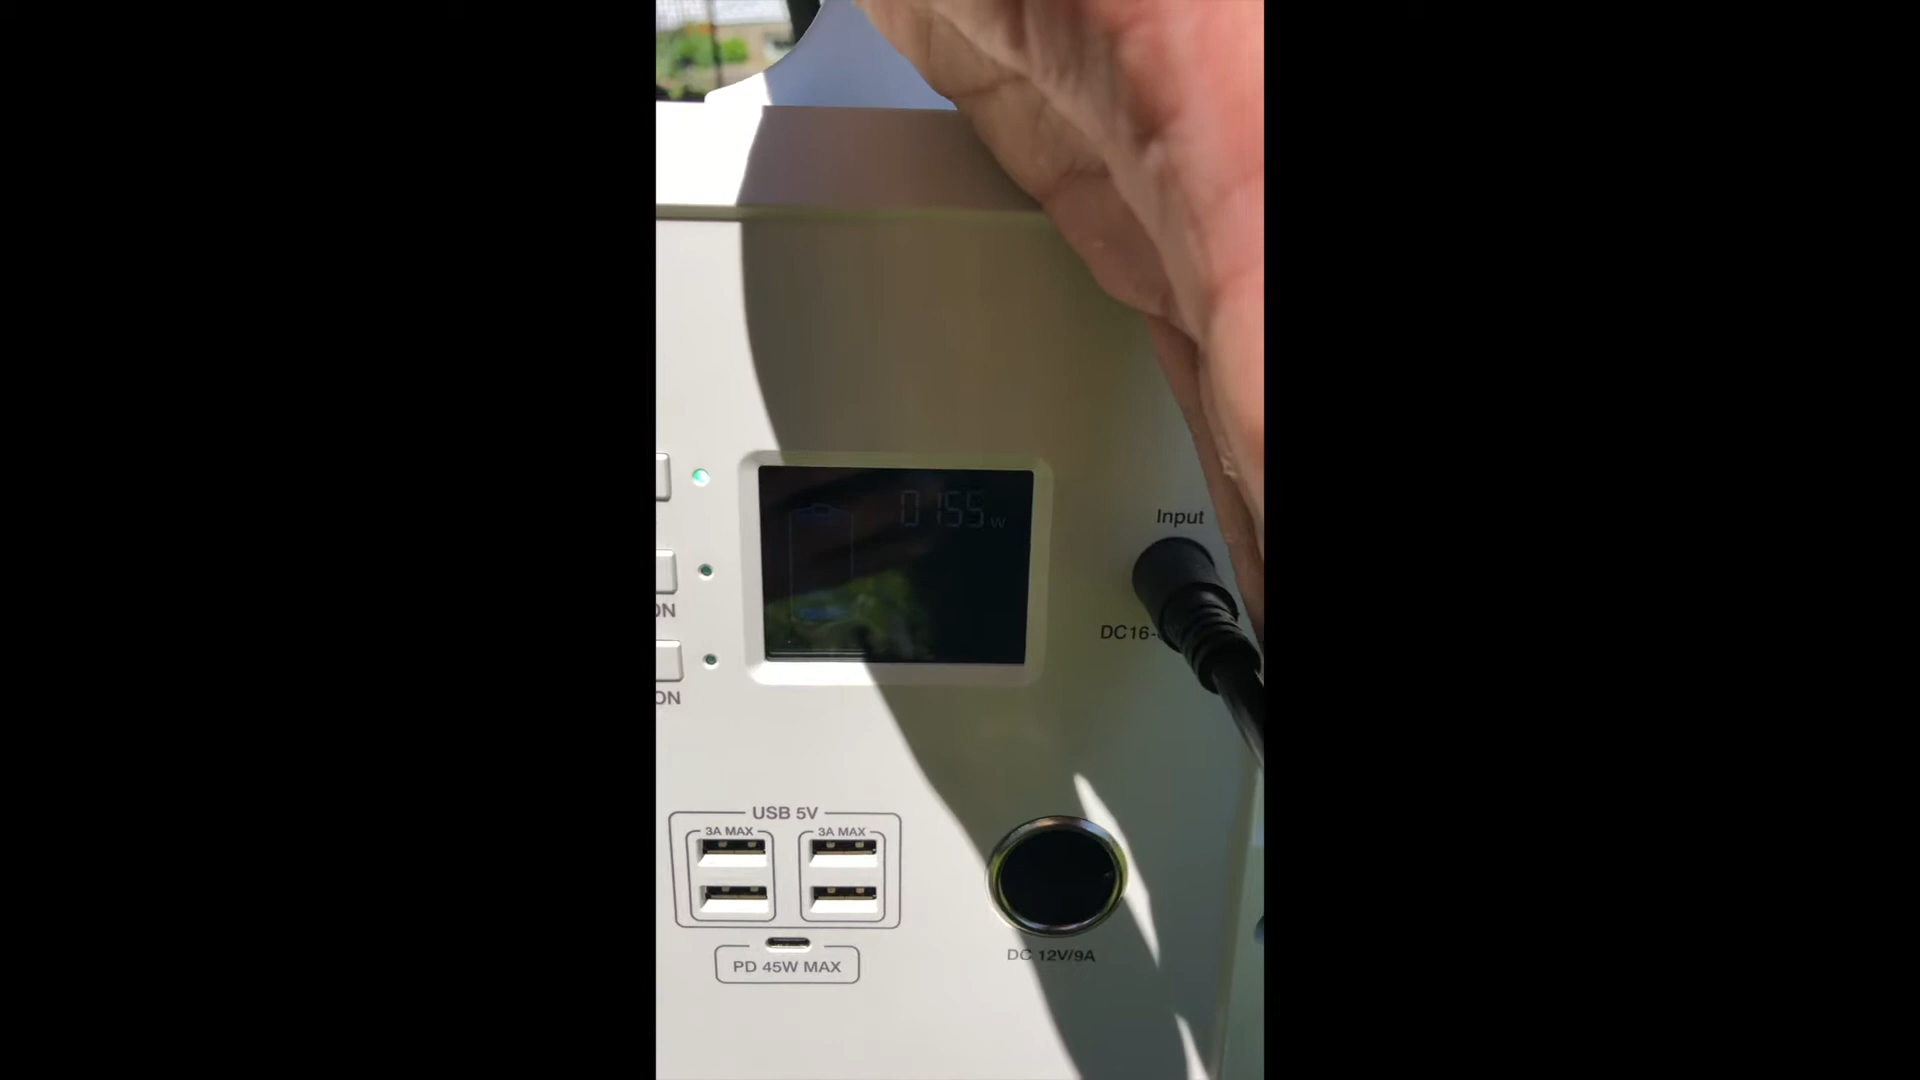 0155 W
Input
DC16-
ON
ON
USB 5V
3A MAX 3A MAX
PD 45W MAX
DC 12V/9A